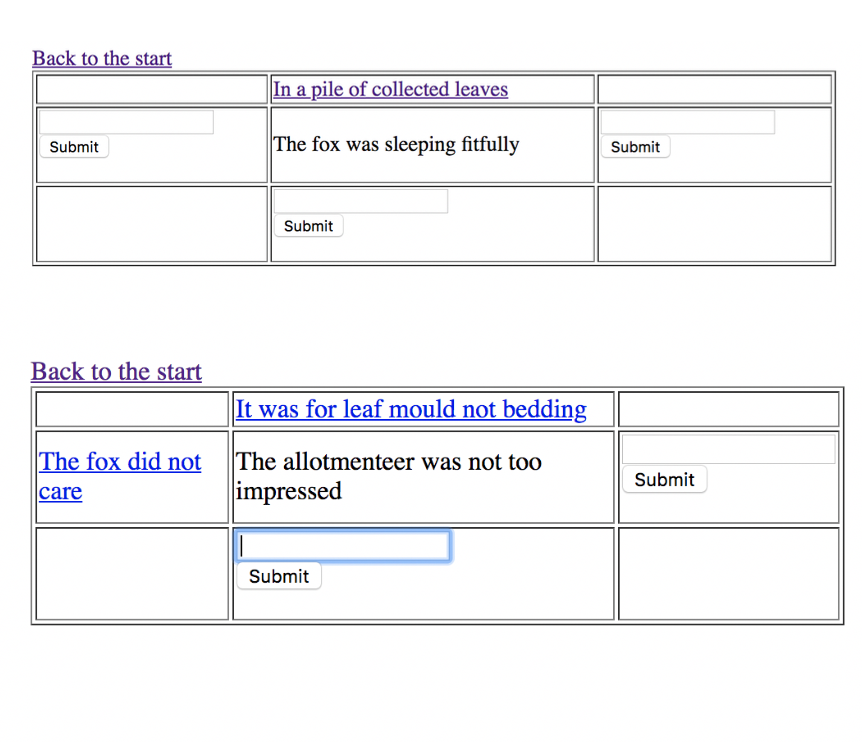 Back to the start
In a pile of collected leaves
Submit
The fox was sleeping fitfully
Submit
Submit
Back to the start
It was for leaf mould not bedding
The fox did not
care
The allotmenteer was not too
impressed
Submit
Submit